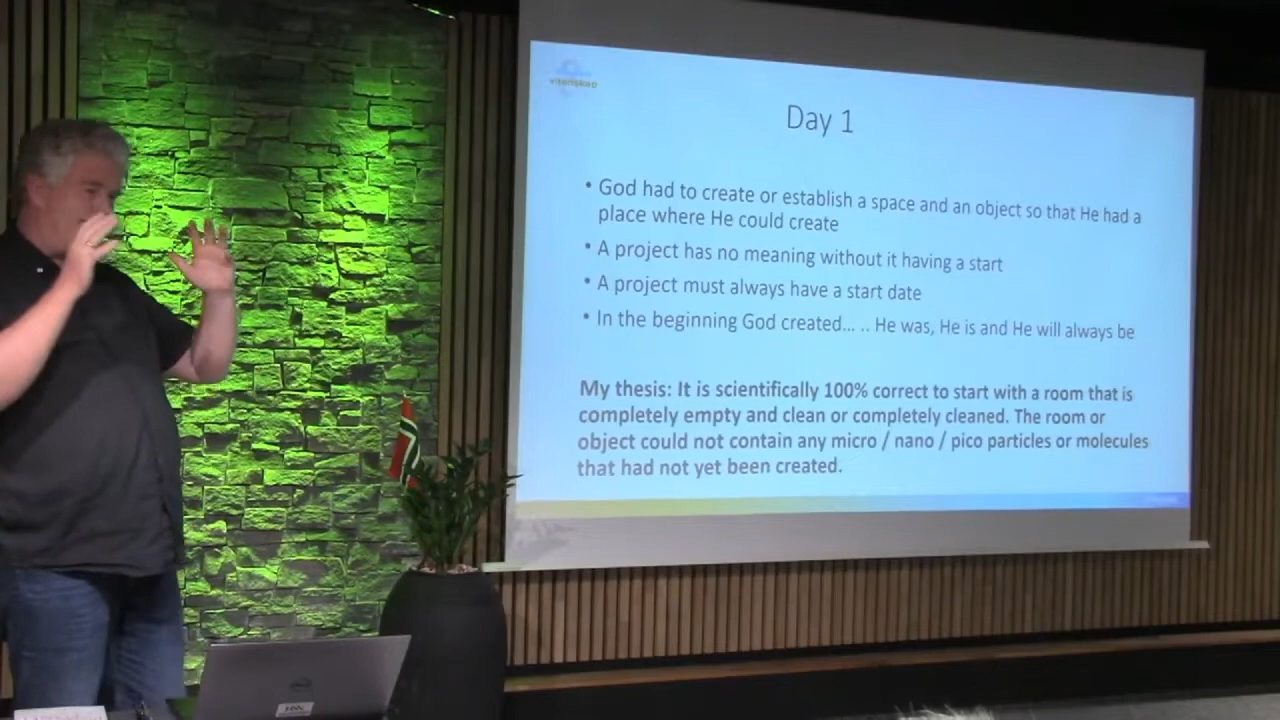 Day 1
• God had to create or establish a space and an object so that He had a
place where He could create
• A project has no meaning without it having a start
• A project must always have a start date
• In the beginning God created... .. He was, He is and He will always be
My thesis: It is scientifically 100% correct to start with a room that is
completely empty and clean or completely cleaned. The room or
object could not contain any micro / nano / pico particles or molecules
that had not yet been created.
DELL